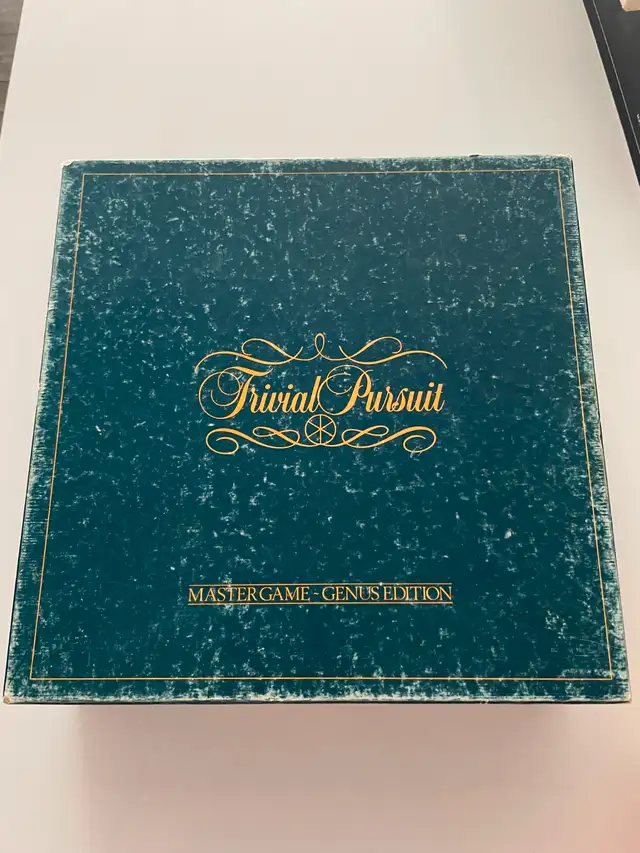 Trivial Pursuit
MASTER GAME - GENUS EDITION